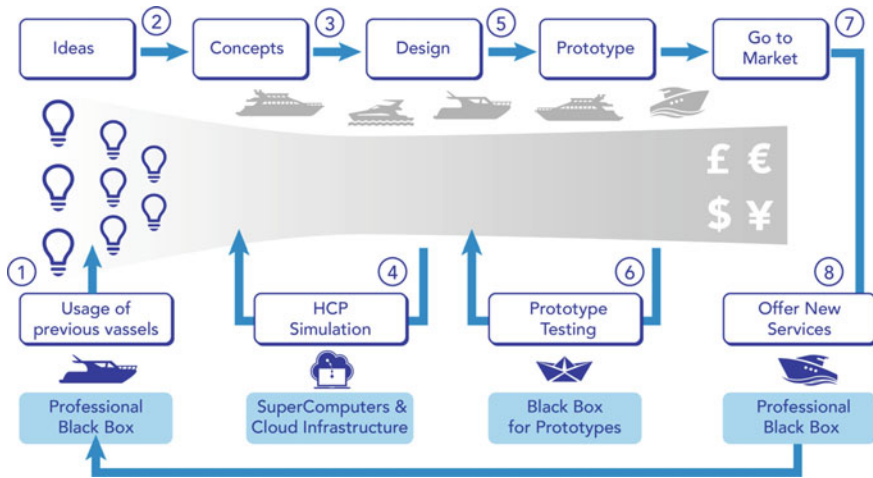 2
3
5
7
Ideas
Concepts
Design
Prototype
Go to
Market
£ €
$ ¥
1
4
6
8
Usage of
previous vassels
HCP
Simulation
Prototype
Testing
Offer New
Services
Professional
Black Box
SuperComputers &
Cloud Infrastructure
Black Box
for Prototypes
Professional
Black Box